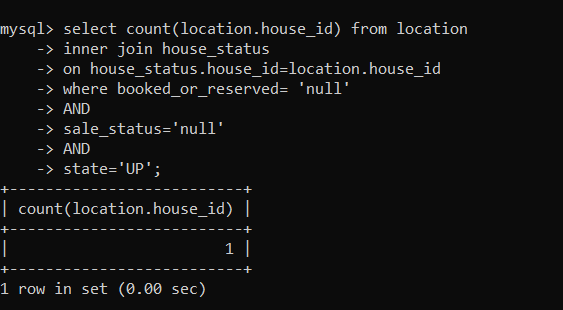 mysql> select count(location.house_id) from location
    -> inner join house_status
    -> on house_status.house_id=location.house_id
    -> where booked_or_reserved= 'null'
    -> AND
    -> sale_status='null'
    -> AND
    -> state='UP';
+--------------------------+
| count(location.house_id) |
+--------------------------+
|                        1 |
+--------------------------+
1 row in set (0.00 sec)